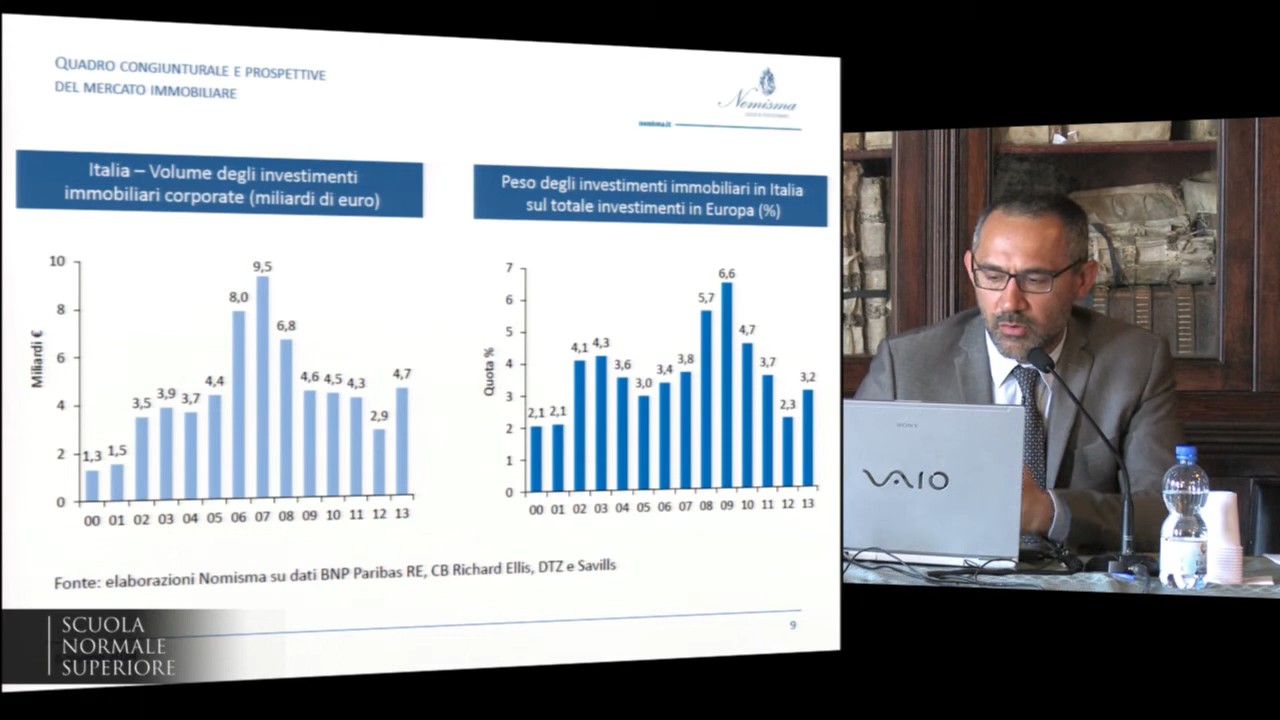 QUADRO CONGIUNTURALE E PROSPETTIVE
DEL MERCATO IMMOBILIARE
Nomisma
nomisma.it
Italia – Volume degli investimenti
immobiliari corporate (miliardi di euro)
Miliardi €
10
8
6
4
2
0
1,3
1,5
3,5
3,9
3,7
4,4
8,0
9,5
6,8
4,6
4,5
4,3
2,9
4,7
00 01 02 03 04 05 06 07 08 09 10 11 12 13
Peso degli investimenti immobiliari in Italia
sul totale investimenti in Europa (%)
Quota %
7
6
5
4
3
2
1
0
2,1
2,1
4,1
4,3
3,6
3,0
3,4
3,8
5,7
6,6
4,7
3,7
2,3
3,2
00 01 02 03 04 05 06 07 08 09 10 11 12 13
Fonte: elaborazioni Nomisma su dati BNP Paribas RE, CB Richard Ellis, DTZ e Savills
9
SCUOLA
NORMALE
SUPERIORE
SONY
VAIO